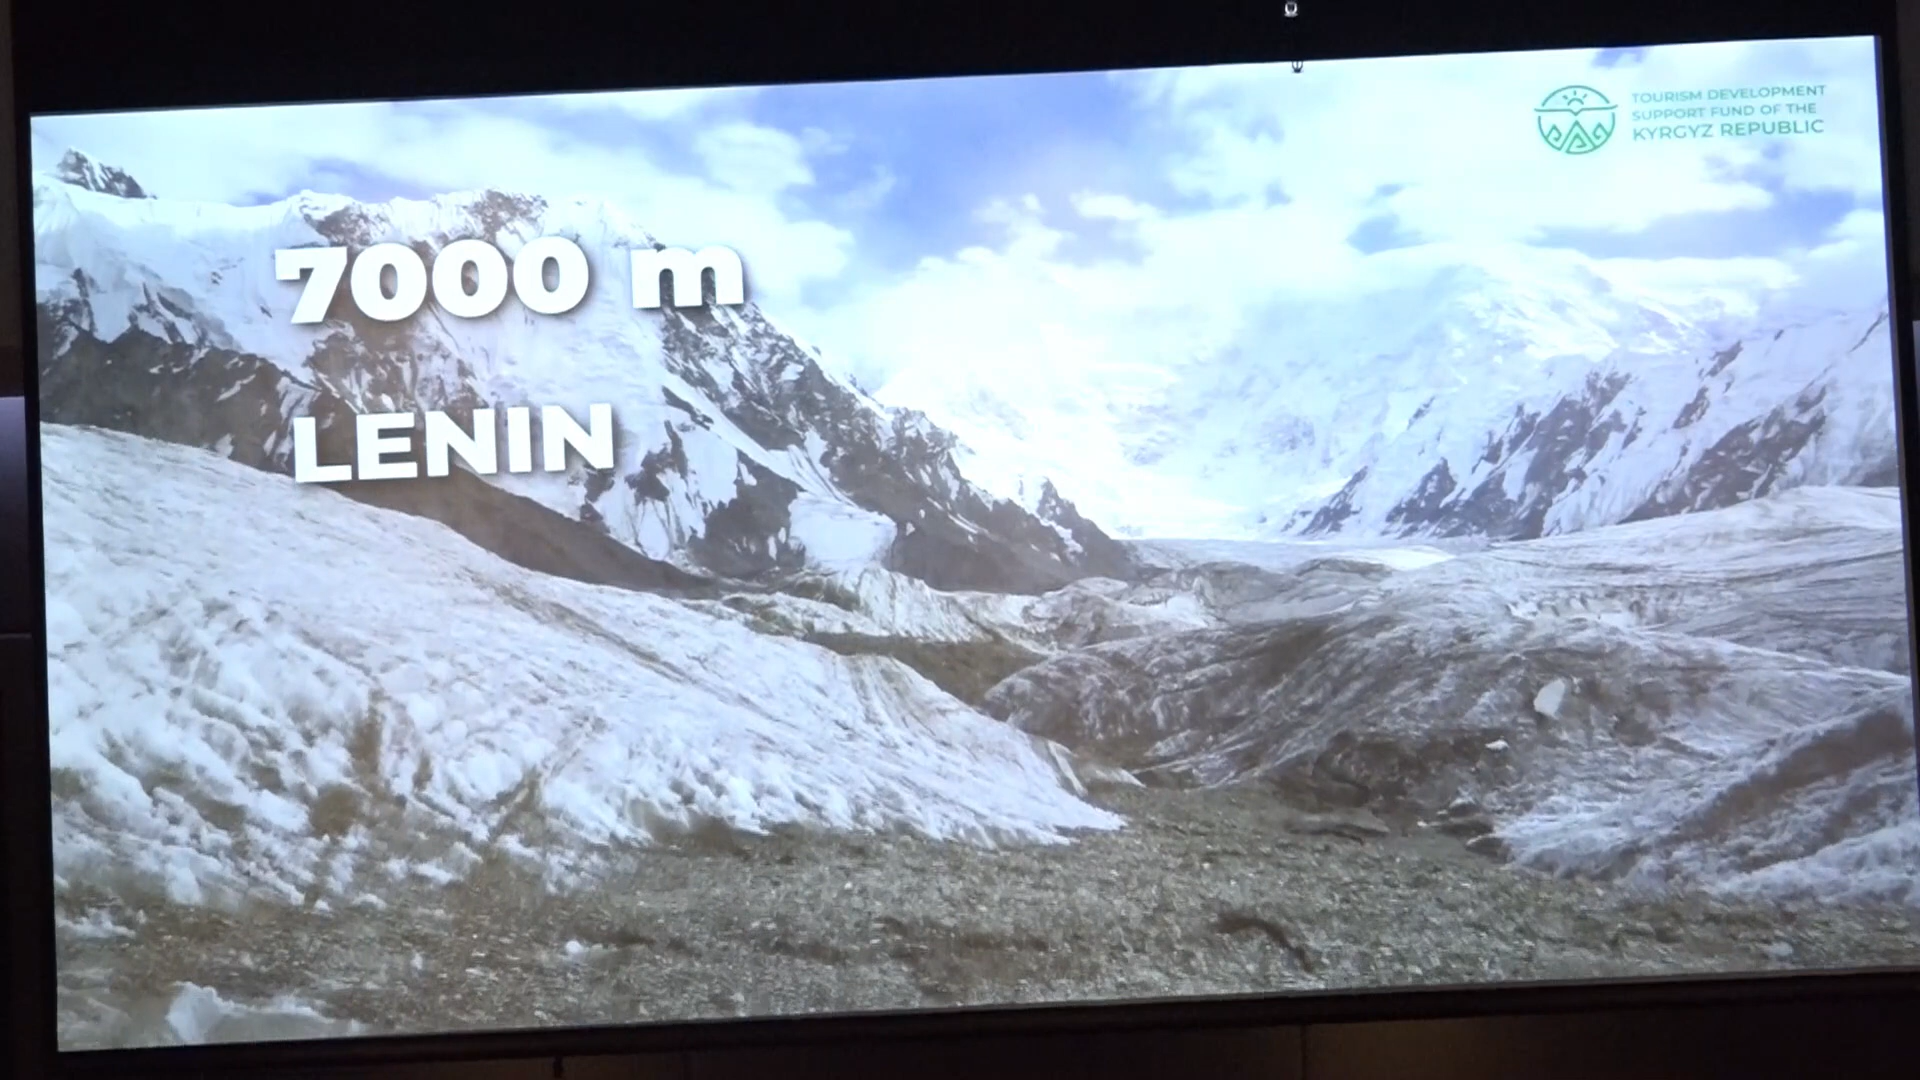 TOURISM DEVELOPMENT
SUPPORT FUND OF THE
KYRGYZ REPUBLIC
7000 m
LENIN